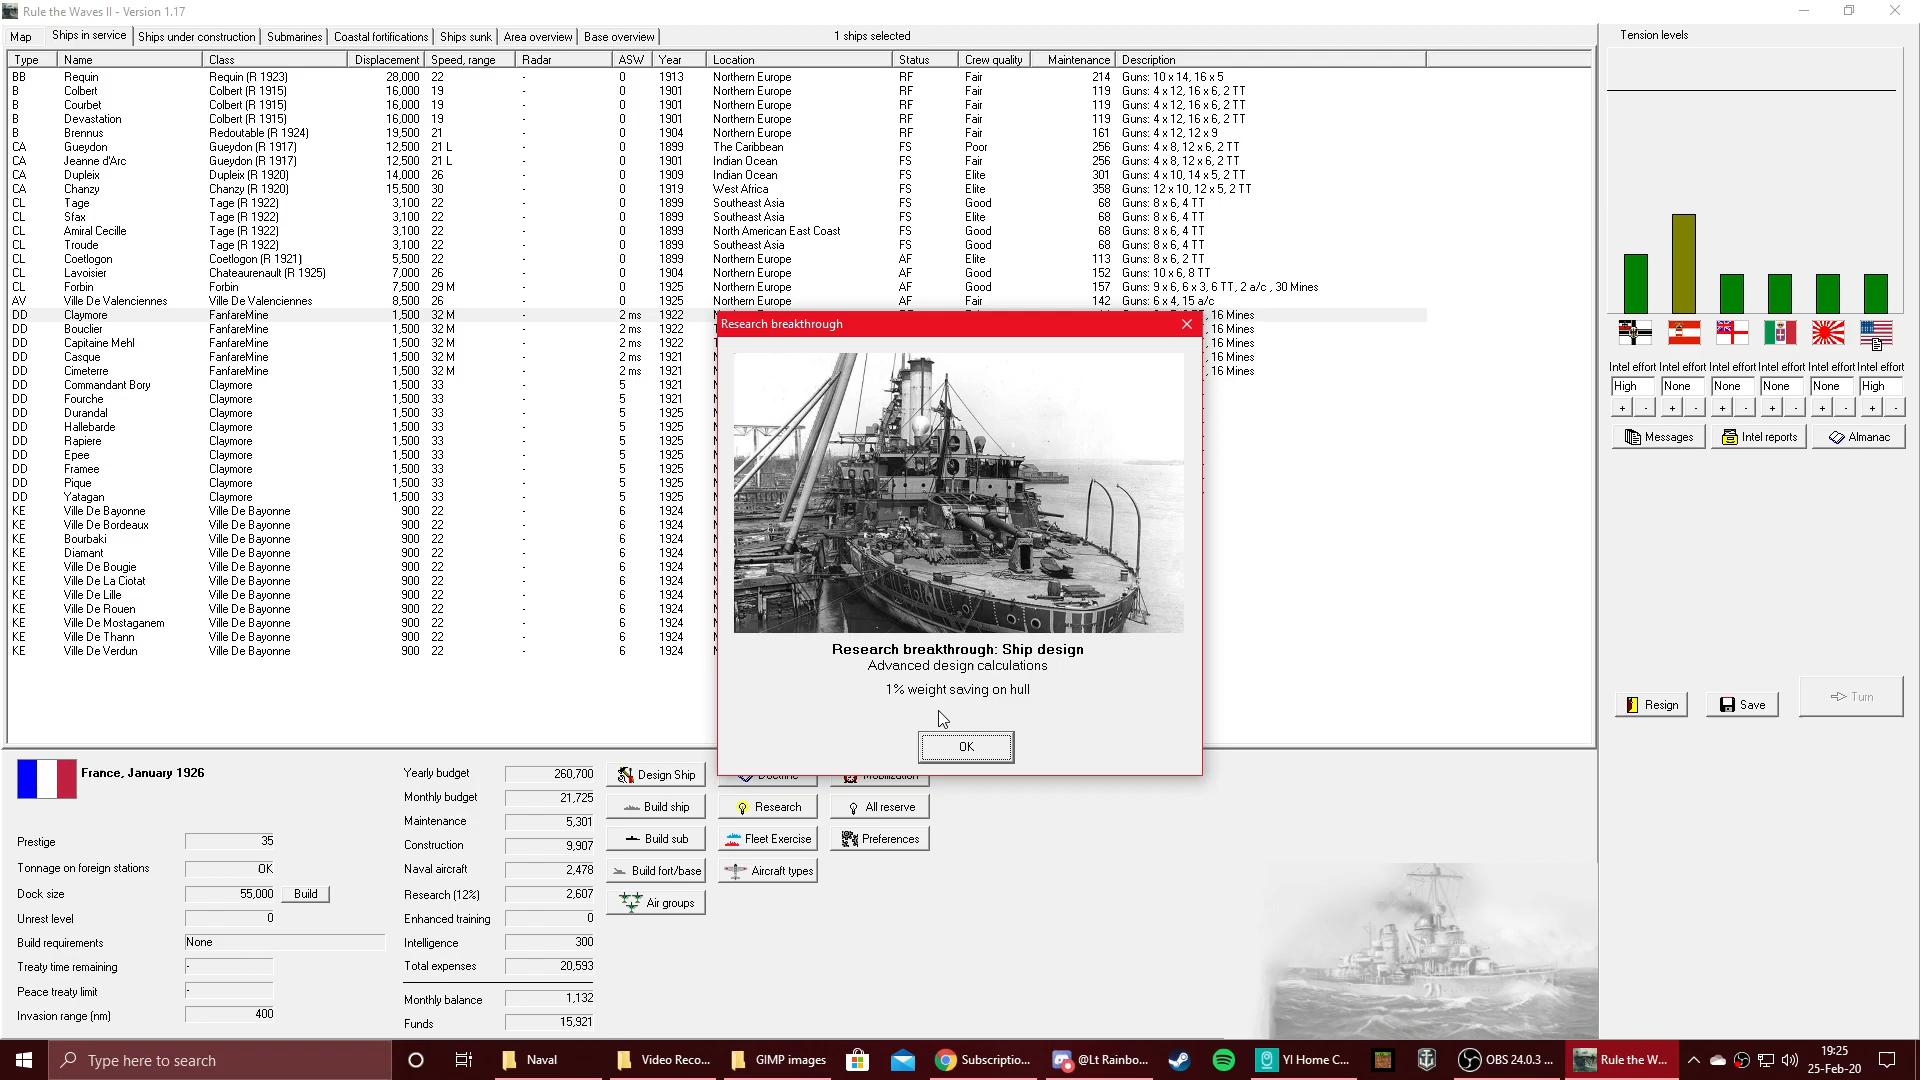 Rule the Waves II - Version 1.17
Map
Ships in service
Ships under construction
Submarines
Coastal fortifications
Ships sunk
Area overview
Base overview
1 ships selected
Tension levels
Type Name Class Displacement Speed, range Radar ASW Year Location Status Crew quality Maintenance Description
BB Requin Requin (R 1923) 28,000 22 - 0 1913 Northern Europe RF Fair 214 Guns: 10 x 14, 16 x 5
B Colbert Colbert (R 1915) 16,000 19 - 0 1901 Northern Europe RF Fair 119 Guns: 4 x 12, 16 x 6, 2 TT
B Courbet Colbert (R 1915) 16,000 19 - 0 1901 Northern Europe RF Fair 119 Guns: 4 x 12, 16 x 6, 2 TT
B Devastation Colbert (R 1915) 16,000 19 - 0 1901 Northern Europe RF Fair 119 Guns: 4 x 12, 16 x 6, 2 TT
B Brennus Redoutable (R 1924) 19,500 21 - 0 1904 Northern Europe RF Fair 161 Guns: 4 x 12, 12 x 9
CA Gueydon Gueydon (R 1917) 12,500 21 L - 0 1899 The Caribbean FS Poor 256 Guns: 4 x 8, 12 x 6, 2 TT
CA Jeanne d'Arc Gueydon (R 1917) 12,500 21 L - 0 1901 Indian Ocean FS Fair 256 Guns: 4 x 8, 12 x 6, 2 TT
CA Dupleix Dupleix (R 1920) 14,000 26 - 0 1909 Indian Ocean FS Elite 301 Guns: 4 x 10, 14 x 5, 2 TT
CA Chanzy Chanzy (R 1920) 15,500 30 - 0 1919 West Africa FS Elite 358 Guns: 12 x 10, 12 x 5, 2 TT
CL Tage Tage (R 1922) 3,100 22 - 0 1899 Southeast Asia FS Good 68 Guns: 8 x 6, 4 TT
CL Sfax Tage (R 1922) 3,100 22 - 0 1899 Southeast Asia FS Elite 68 Guns: 8 x 6, 4 TT
CL Amiral Cecille Tage (R 1922) 3,100 22 - 0 1899 North American East Coast FS Good 68 Guns: 8 x 6, 4 TT
CL Troude Tage (R 1922) 3,100 22 - 0 1899 Southeast Asia FS Good 68 Guns: 8 x 6, 4 TT
CL Coetlogon Coetlogon (R 1921) 5,500 22 - 0 1899 Northern Europe AF Elite 113 Guns: 8 x 6, 2 TT
CL Lavoisier Chateaurenault (R 1925) 7,000 26 - 0 1904 Northern Europe AF Good 152 Guns: 10 x 6, 8 TT
CL Forbin Forbin 7,500 29 M - 0 1925 Northern Europe AF Good 157 Guns: 9 x 6, 6 x 3, 6 TT, 2 a/c , 30 Mines
AV Ville De Valenciennes Ville De Valenciennes 8,500 26 - 0 1925 Northern Europe AF Fair 142 Guns: 6 x 4, 15 a/c
DD Claymore FanfareMine 1,500 32 M - 2 ms 1922 , 16 Mines
DD Bouclier FanfareMine 1,500 32 M - 2 ms 1922 , 16 Mines
DD Capitaine Mehl FanfareMine 1,500 32 M - 2 ms 1922 , 16 Mines
DD Casque FanfareMine 1,500 32 M - 2 ms 1921 , 16 Mines
DD Cimeterre FanfareMine 1,500 32 M - 2 ms 1921 , 16 Mines
DD Commandant Bory Claymore 1,500 33 - 5 1921
DD Fourche Claymore 1,500 33 - 5 1921
DD Durandal Claymore 1,500 33 - 5 1925
DD Hallebarde Claymore 1,500 33 - 5 1925
DD Rapiere Claymore 1,500 33 - 5 1925
DD Epee Claymore 1,500 33 - 5 1925
DD Framee Claymore 1,500 33 - 5 1925
DD Pique Claymore 1,500 33 - 5 1925
DD Yatagan Claymore 1,500 33 - 5 1925
KE Ville De Bayonne Ville De Bayonne 900 22 - 6 1924
KE Ville De Bordeaux Ville De Bayonne 900 22 - 6 1924
KE Bourbaki Ville De Bayonne 900 22 - 6 1924
KE Diamant Ville De Bayonne 900 22 - 6 1924
KE Ville De Bougie Ville De Bayonne 900 22 - 6 1924
KE Ville De La Ciotat Ville De Bayonne 900 22 - 6 1924
KE Ville De Lille Ville De Bayonne 900 22 - 6 1924
KE Ville De Rouen Ville De Bayonne 900 22 - 6 1924
KE Ville De Mostaganem Ville De Bayonne 900 22 - 6 1924
KE Ville De Thann Ville De Bayonne 900 22 - 6 1924
KE Ville De Verdun Ville De Bayonne 900 22 - 6 1924
Research breakthrough
Research breakthrough: Ship design
Advanced design calculations
1% weight saving on hull
OK
Intel effort Intel effort Intel effort Intel effort Intel effort Intel effort
High None None None None High
+ - + - + - + - + - + -
Messages
Intel reports
Almanac
Resign
Save
Turn
France, January 1926
Prestige 35
Tonnage on foreign stations OK
Dock size 55,000 Build
Unrest level 0
Build requirements None
Treaty time remaining -
Peace treaty limit -
Invasion range (nm) 400
Yearly budget 260,700
Monthly budget 21,725
Maintenance 5,301
Construction 9,907
Naval aircraft 2,478
Research (12%) 2,607
Enhanced training 0
Intelligence 300
Total expenses 20,593
Monthly balance 1,132
Funds 15,921
Design Ship
Doctrine
Mobilization
Build ship
Research
All reserve
Build sub
Fleet Exercise
Preferences
Build fort/base
Aircraft types
Air groups
Type here to search
Naval
Video Reco...
GIMP images
Subscriptio...
@Lt Rainbo...
YI Home C...
OBS 24.0.3 ...
Rule the W...
19:25
25-Feb-20